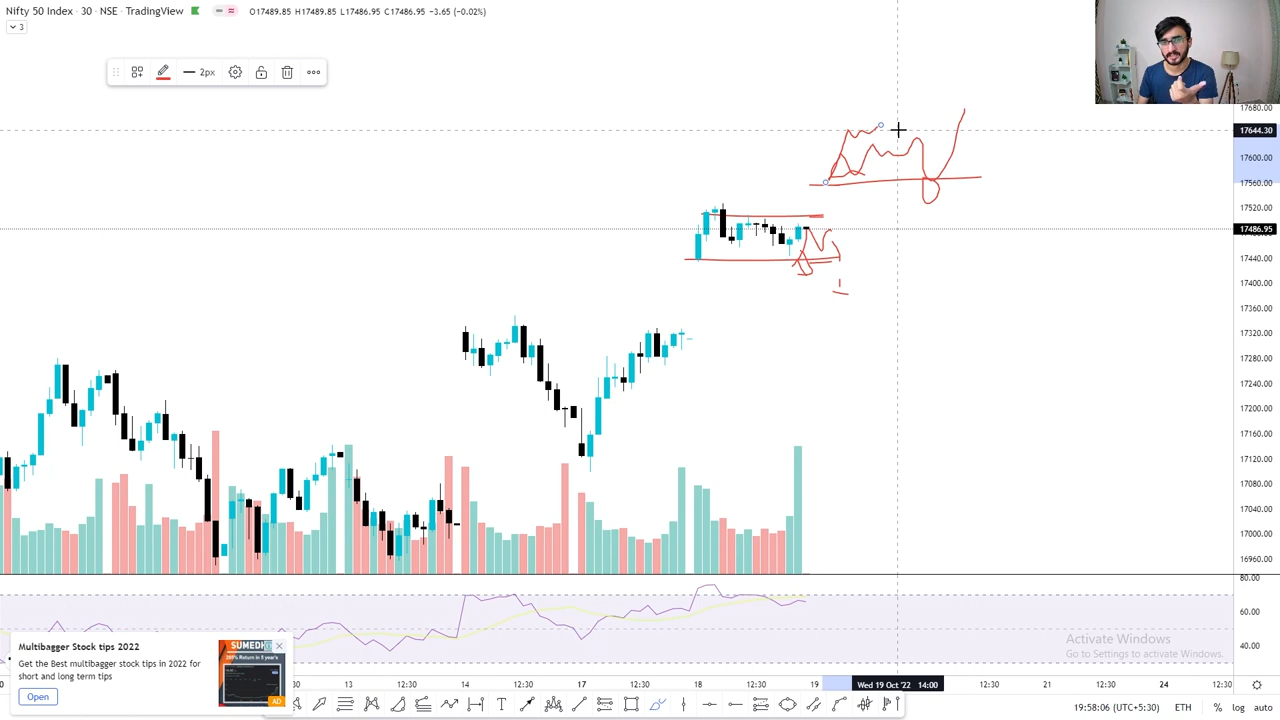 Nifty 50 Index · 30 · NSE · TradingView
O17489.85 H17489.85 L17486.95 C17486.95 −3.65 (−0.02%)
3
2px
17680.00
17644.30
17600.00
17560.00
17520.00
17486.95
17440.00
17400.00
17360.00
17320.00
17280.00
17240.00
17200.00
17160.00
17120.00
17080.00
17040.00
17000.00
16960.00
80.00
60.00
40.00
Multibagger Stock tips 2022
Get the Best multibagger stock tips in 2022 for
short and long term tips
Open
AD
Activate Windows
Go to Settings to activate Windows.
12:30
14
12:30
17
12:30
12:30
19
Wed 19 Oct '22 14:00
12:30
21
12:30
24
12:30
19:58:06 (UTC+5:30)
ETH
% log auto